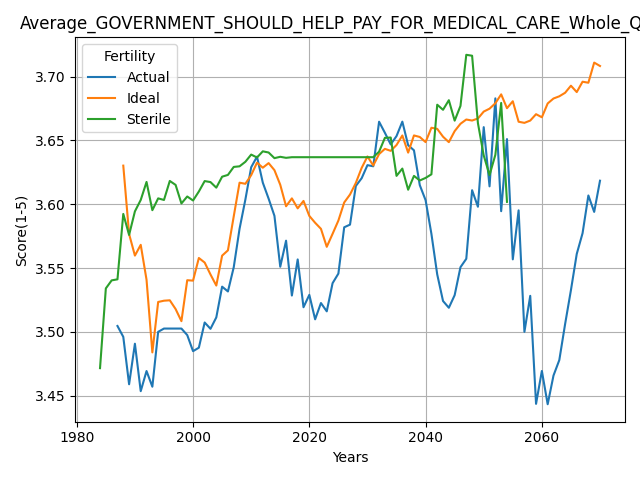 Average_GOVERNMENT_SHOULD_HELP_PAY_FOR_MEDICAL_CARE_Whole_Q
Fertility
Actual
Ideal
Sterile
Score(1-5)
3.70
3.65
3.60
3.55
3.50
3.45
1980
2000
2020
2040
2060
Years